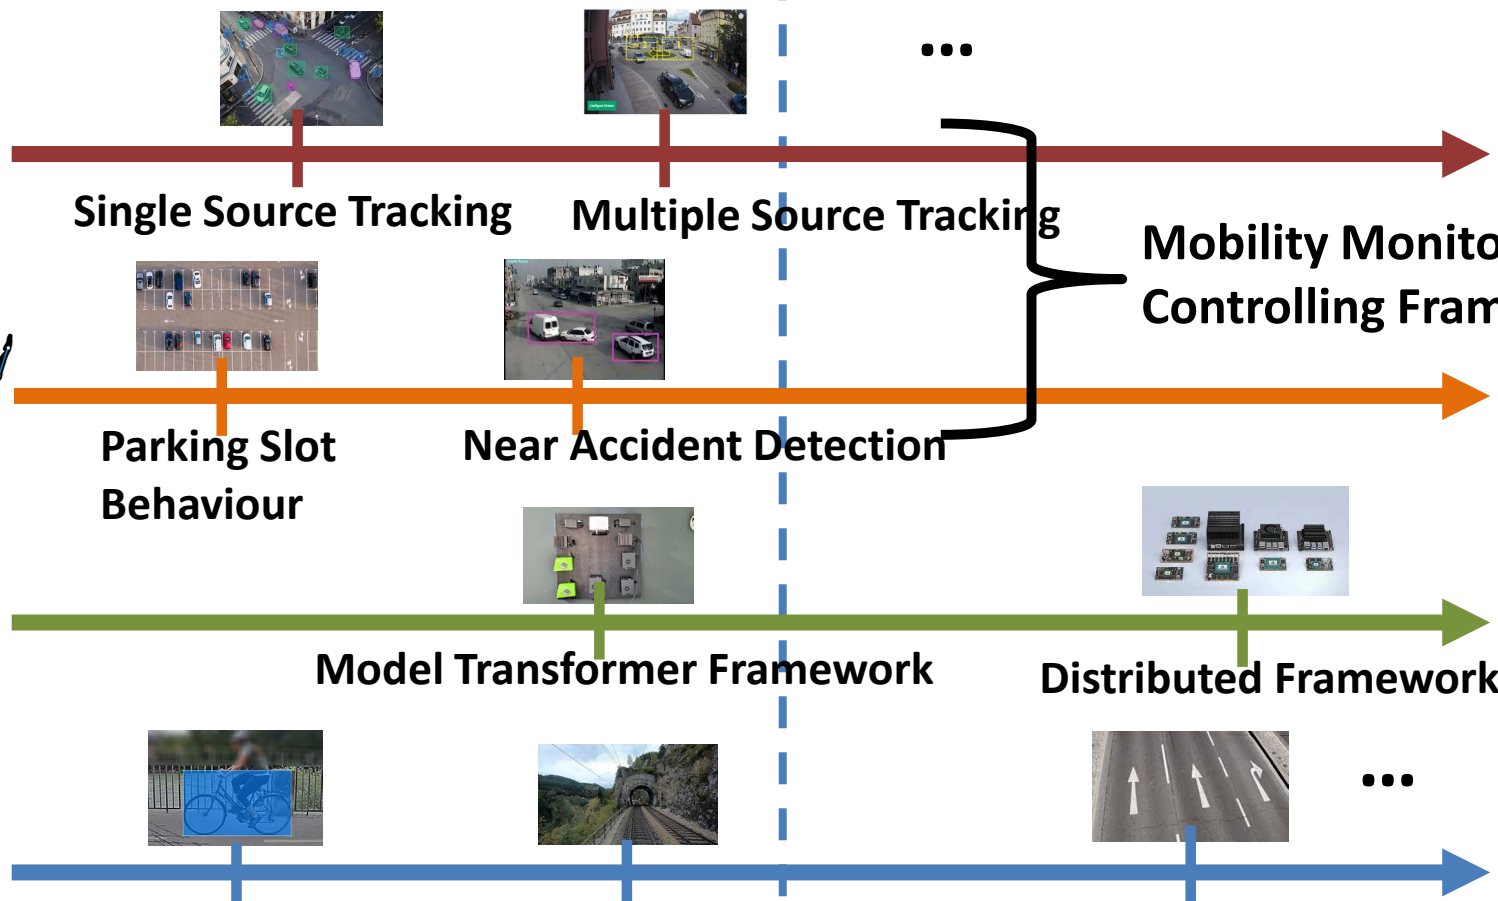 ...
Single Source Tracking
Multiple Source Tracking
Mobility Monito
Controlling Fram
Parking Slot
Behaviour
Near Accident Detection
Model Transformer Framework
Distributed Framework
...